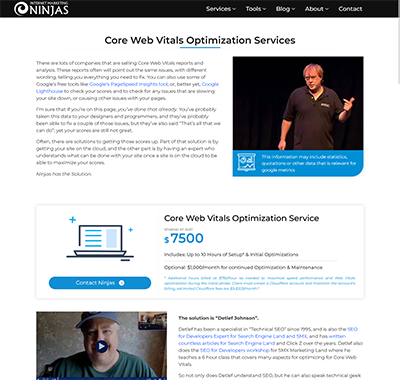 INTERNET MARKETING
NINJAS
Services Tools Blog About Contact
Core Web Vitals Optimization Services
There are lots of companies that are selling Core Web Vitals reports and
analysis. These reports often will point out the same issues, with different
wording, telling you everything you need to fix. You can also use some of
Google's free tools like Google's PageSpeed Insights tool, or, better yet, Google
Lighthouse to check your scores and to check for any issues that are slowing
your site down, or causing other issues with your pages.
I'm sure that if you're on this page, you've done that already. You've probably
taken this data to your designers and programmers, and they've probably
been able to fix a couple of those issues, but they've also said "That's all that we
can do", yet your scores are still not great.
Often, there are solutions to getting those scores up. Part of that solution is by
getting your site on the cloud, and the other part is by having an expert who
understands what can be done with your site once a site is on the cloud to be
able to maximize your scores.
Ninjas has the Solution.
This information may include statistics,
quotations or other data that is relevant for
google metrics
Core Web Vitals Optimization Service
$ 7500
Includes: Up to 10 Hours of Setup* & Initial Optimizations
Optional: $1,000/month for continued Optimization & Maintenance
* Additional hours billed at $750/hour as needed to maximize speed performance and Web Vitals
optimization during the initial phase. Client must create a Cloudflare account and maintain the account's
Contact Ninjas
The solution is "Detlef Johnson".
Detlef has been a specialist in "Technical SEO" since 1995, and is also the SEO
for Developers Expert for Search Engine Land and SMX, and has written
countless articles for Search Engine Land and Click Z over the years. Detlef also
does the SEO for Developers workshop for SMX Marketing Land where he
teaches a 6 hour class that covers many aspects for optimizing for Core Web
Vitals.
So not only does Detlef understand SEO, but he can also speak technical geek